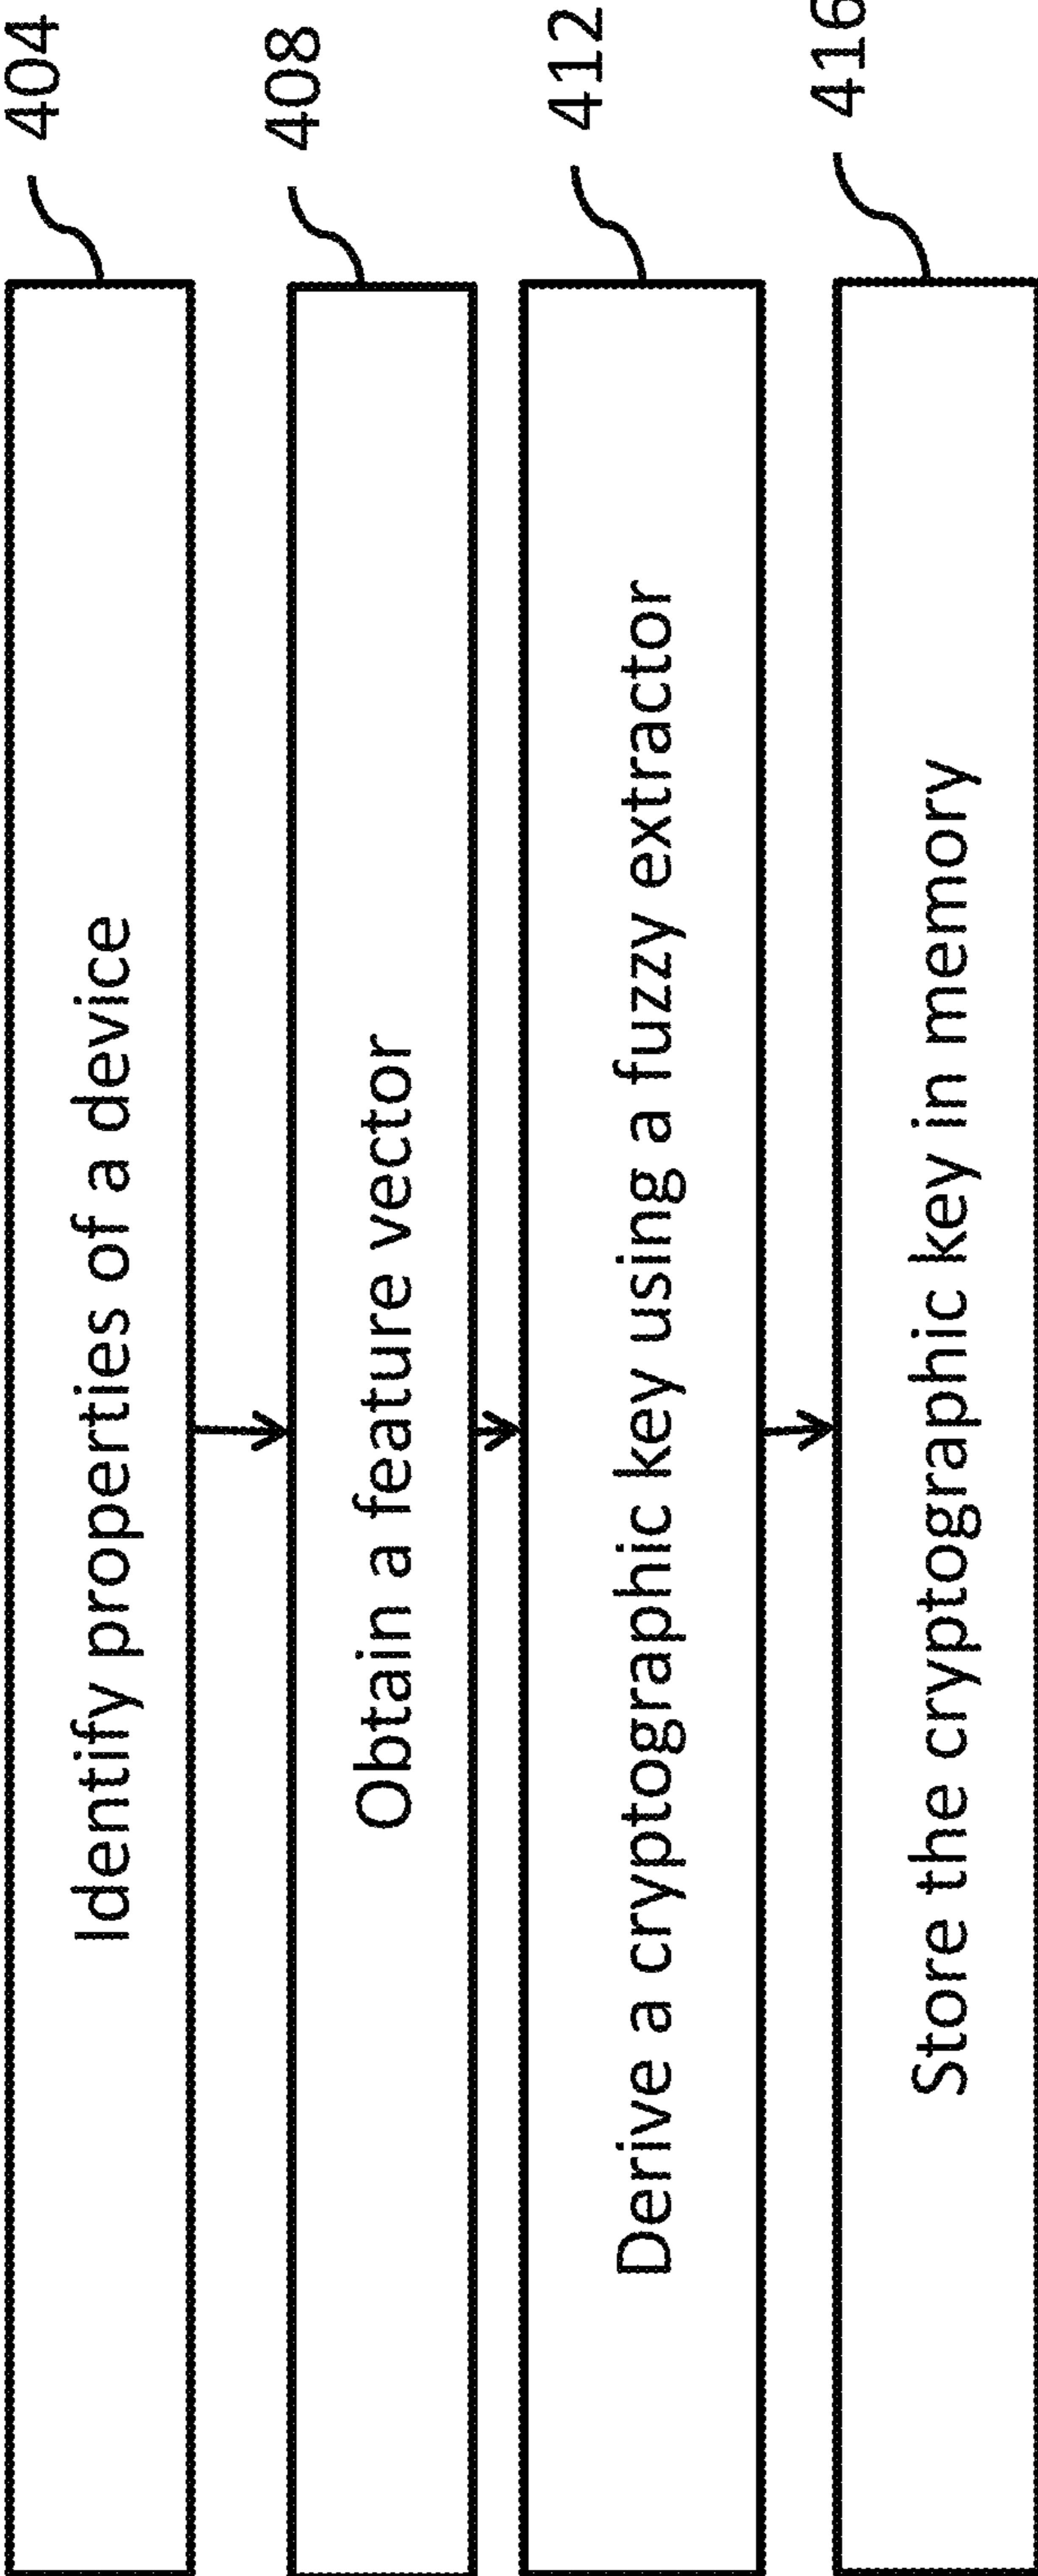 Identify properties of a device
404
Obtain a feature vector
408
Derive a cryptographic key using a fuzzy extractor
412
Store the cryptographic key in memory
416